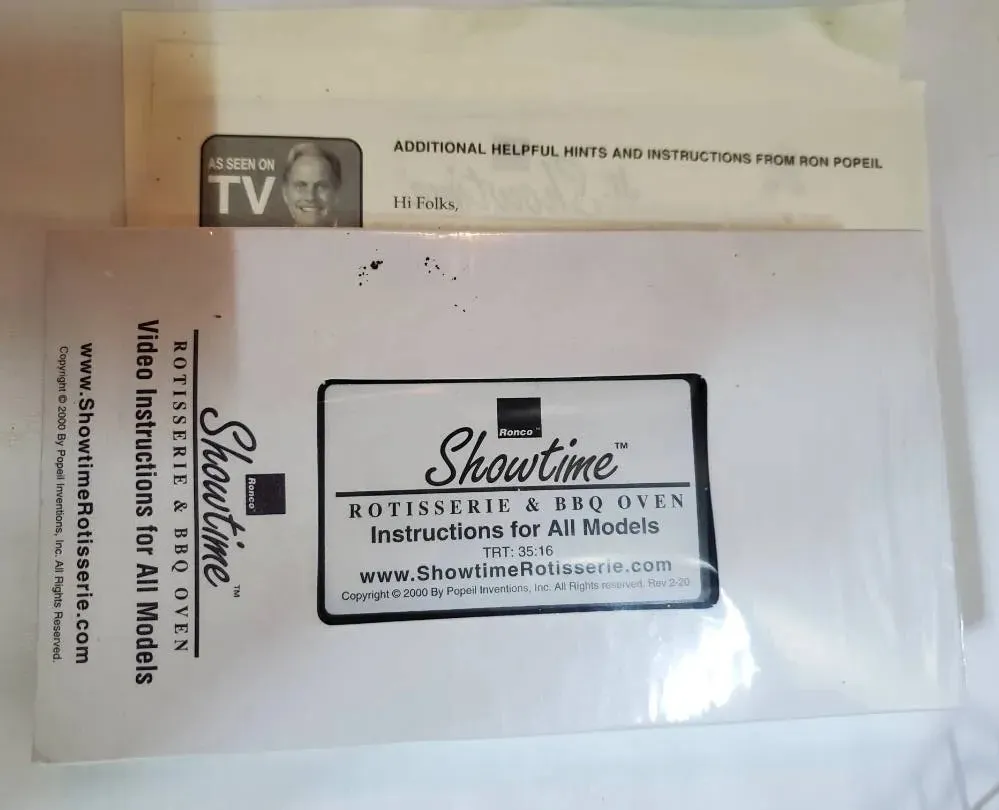 AS SEEN ON
TV
ADDITIONAL HELPFUL HINTS AND INSTRUCTIONS FROM RON POPEIL
Hi Folks,
Ronco™
Showtime™
ROTISSERIE & BBQ OVEN
Instructions for All Models
TRT: 35:16
www.ShowtimeRotisserie.com
Copyright © 2000 By Popeil Inventions, Inc. All Rights reserved. Rev 2-20
Ronco
Showtime™
ROTISSERIE & BBQ OVEN
Video Instructions for All Models
www.ShowtimeRotisserie.com
Copyright © 2000 By Popeil Inventions, Inc. All Rights Reserved.